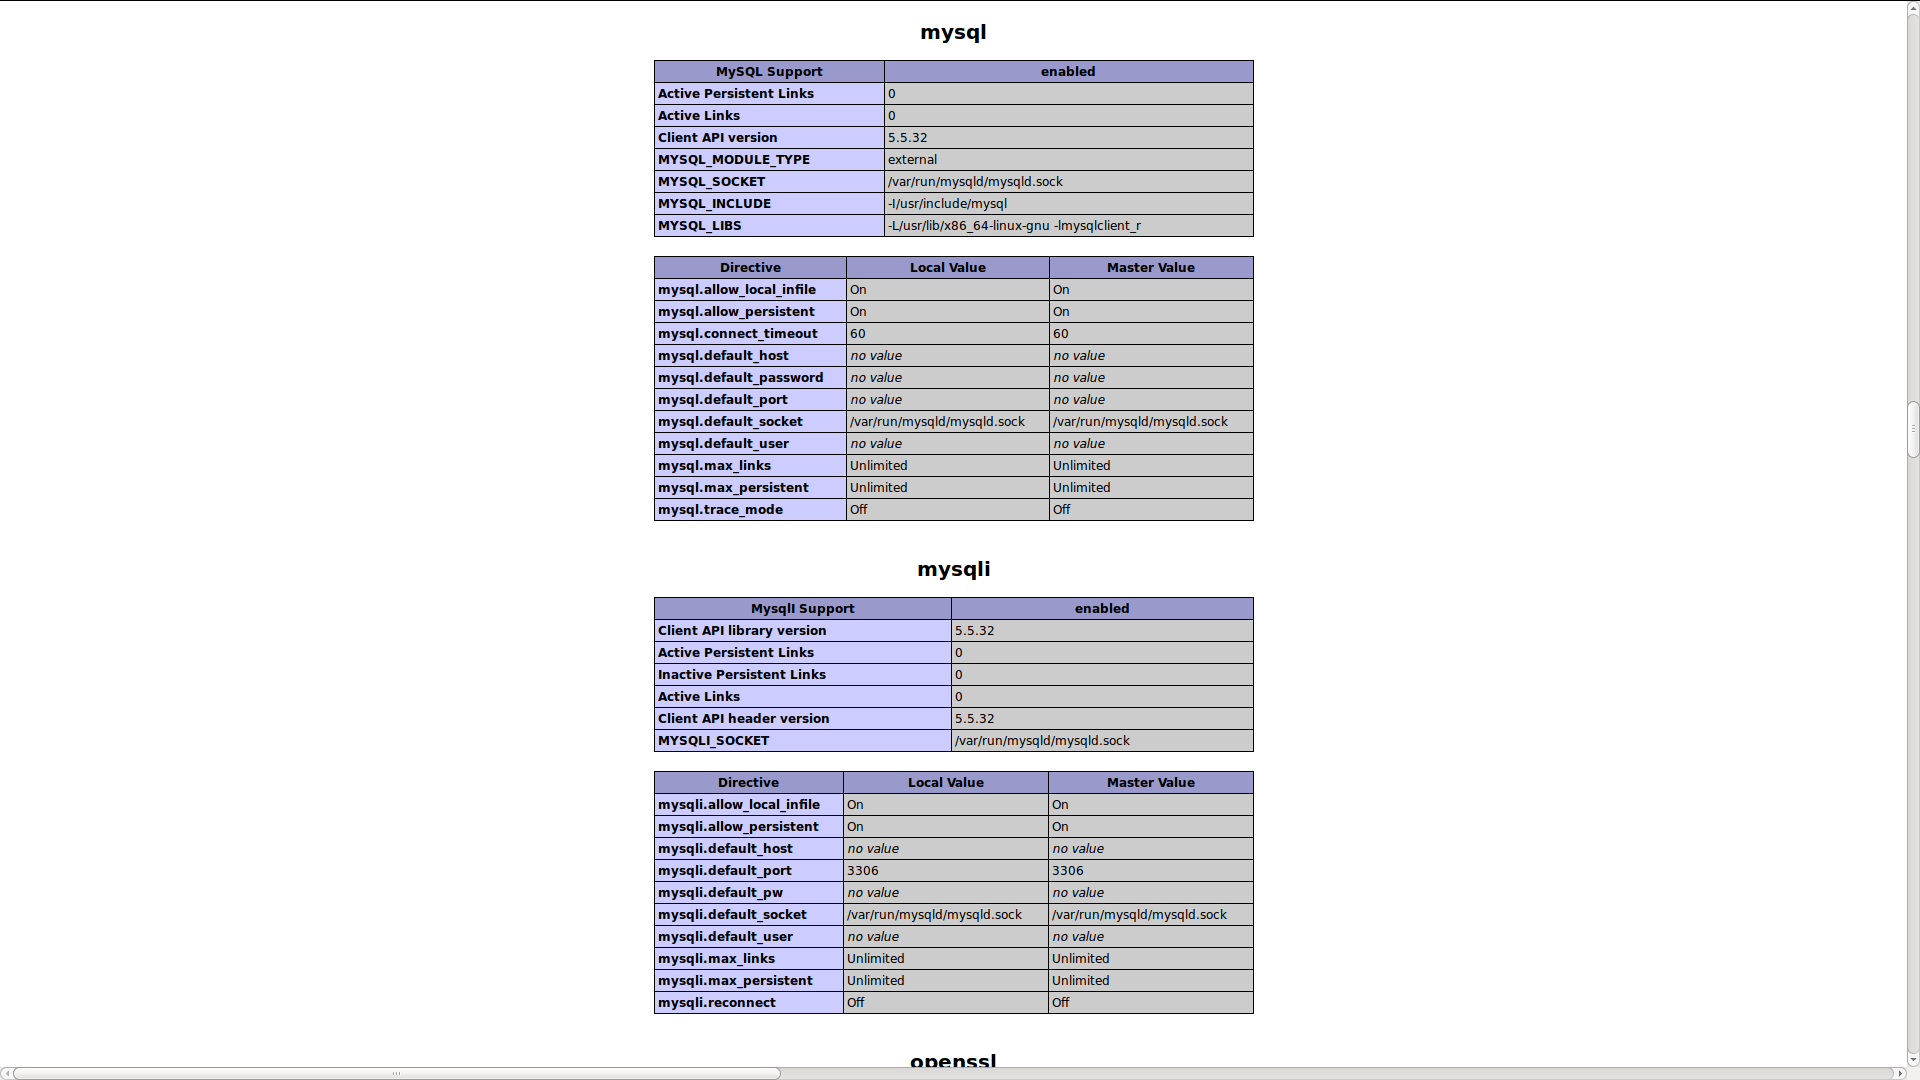 mysql
MySQL Support enabled
Active Persistent Links 0
Active Links 0
Client API version 5.5.32
MYSQL_MODULE_TYPE external
MYSQL_SOCKET /var/run/mysqld/mysqld.sock
MYSQL_INCLUDE -I/usr/include/mysql
MYSQL_LIBS -L/usr/lib/x86_64-linux-gnu -lmysqlclient_r
Directive Local Value Master Value
mysql.allow_local_infile On On
mysql.allow_persistent On On
mysql.connect_timeout 60 60
mysql.default_host no value no value
mysql.default_password no value no value
mysql.default_port no value no value
mysql.default_socket /var/run/mysqld/mysqld.sock /var/run/mysqld/mysqld.sock
mysql.default_user no value no value
mysql.max_links Unlimited Unlimited
mysql.max_persistent Unlimited Unlimited
mysql.trace_mode Off Off
mysqli
MysqlI Support enabled
Client API library version 5.5.32
Active Persistent Links 0
Inactive Persistent Links 0
Active Links 0
Client API header version 5.5.32
MYSQLI_SOCKET /var/run/mysqld/mysqld.sock
Directive Local Value Master Value
mysqli.allow_local_infile On On
mysqli.allow_persistent On On
mysqli.default_host no value no value
mysqli.default_port 3306 3306
mysqli.default_pw no value no value
mysqli.default_socket /var/run/mysqld/mysqld.sock /var/run/mysqld/mysqld.sock
mysqli.default_user no value no value
mysqli.max_links Unlimited Unlimited
mysqli.max_persistent Unlimited Unlimited
mysqli.reconnect Off Off
openssl